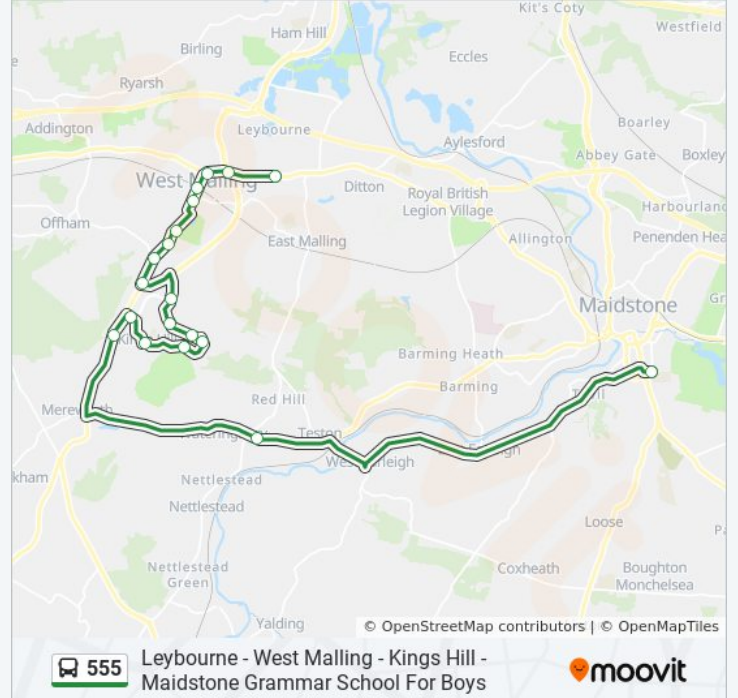 Kit's Coty
Westfield
Ham Hill
Birling
Eccles
Ryarsh
Addington
Leybourne
Boarley
Aylesford
Abbey Gate
Boxley
West Malling
Ditton
Royal British
Legion Village
Harbourland
Offham
East Malling
Allington
Penenden Hea
Maidstone
Gr
Barming Heath
Barming
Red Hill
Teston
Nettlestead
Nettlestead
Loose
Coxheath
Boughton
Monchelsea
Nettlestead
Green
Yalding
© OpenStreetMap contributors | © OpenMapTiles
555
Leybourne - West Malling - Kings Hill -
Maidstone Grammar School For Boys
moovit